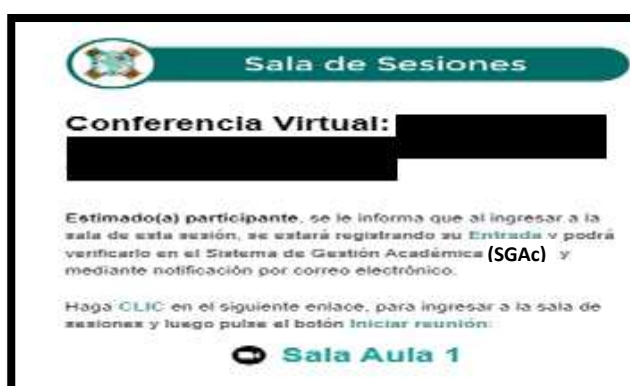 Sala de Sesiones
Conferencia Virtual:
Estimado(a) participante, se le informa que al ingresar a la
sala de esta sesión, se estará registrando su Entrada y podrá
verificarlo en el Sistema de Gestión Académica (SGAc) y
mediante notificación por correo electrónico.
Haga CLIC en el siguiente enlace, para ingresar a la sala de
sesiones y luego pulse el botón Iniciar reunión:
Sala Aula 1